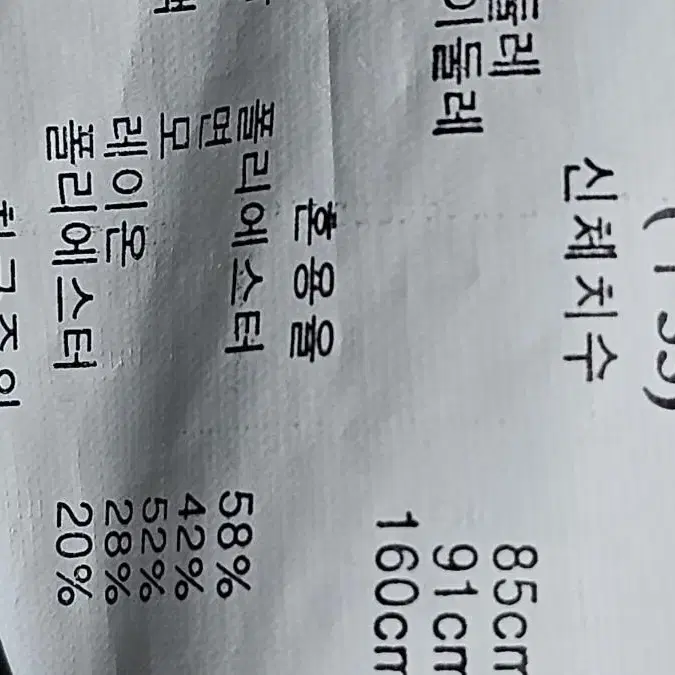 신체치수
둘레 85cm
이둘레 91cm
160cm
혼용율
폴리에스터 58%
면 42%
모 52%
레이온 28%
폴리에스터 20%